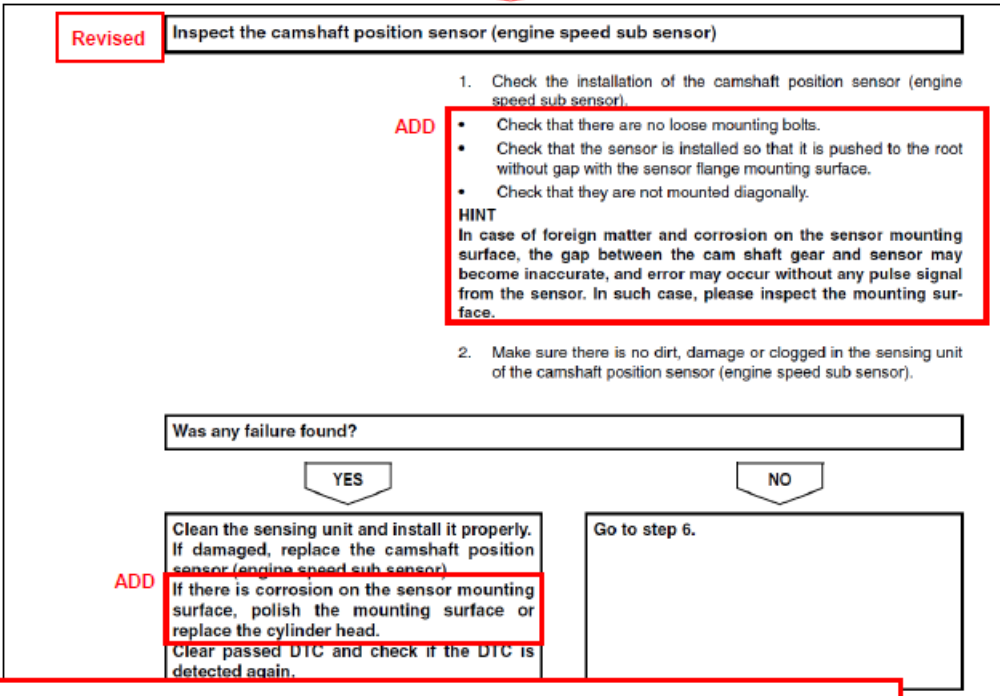 Revised
Inspect the camshaft position sensor (engine speed sub sensor)
1. Check the installation of the camshaft position sensor (engine
speed sub sensor).
ADD
• Check that there are no loose mounting bolts.
• Check that the sensor is installed so that it is pushed to the root
without gap with the sensor flange mounting surface.
• Check that they are not mounted diagonally.
HINT
In case of foreign matter and corrosion on the sensor mounting
surface, the gap between the cam shaft gear and sensor may
become inaccurate, and error may occur without any pulse signal
from the sensor. In such case, please inspect the mounting sur-
face.
2. Make sure there is no dirt, damage or clogged in the sensing unit
of the camshaft position sensor (engine speed sub sensor).
Was any failure found?
YES
NO
Clean the sensing unit and install it properly.
If damaged, replace the camshaft position
sensor (engine speed sub sensor)
ADD
If there is corrosion on the sensor mounting
surface, polish the mounting surface or
replace the cylinder head.
Clear passed DTC and check if the DTC is
detected again.
Go to step 6.